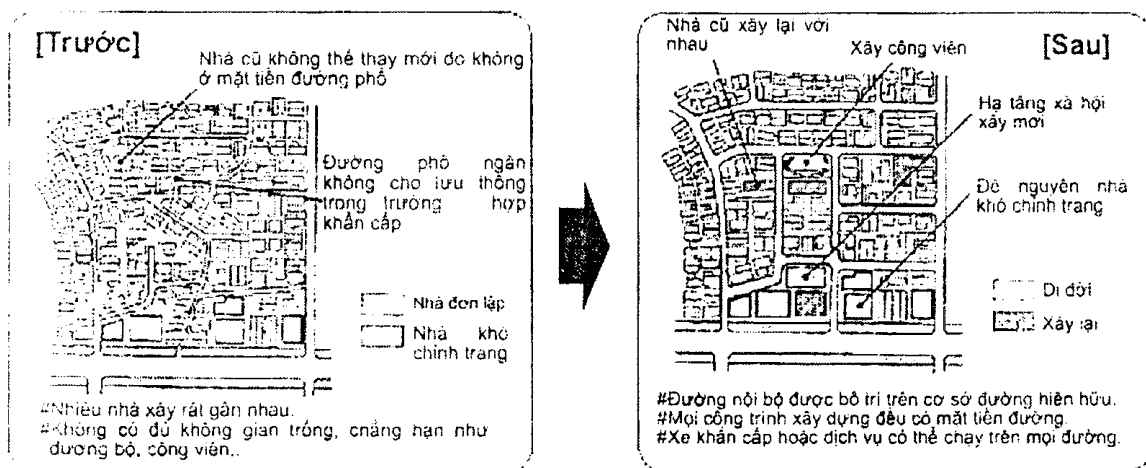 [Trước]
Nhà cũ không thể thay mới do không
ở mặt tiền đường phố
Đường phố ngăn
không cho lưu thông
trong trường hợp
khẩn cấp
Nhà đơn lập
Nhà khó
chỉnh trang
#Nhiều nhà xây rất gần nhau.
#Không có đủ không gian trống, chẳng hạn như
đường bộ, công viên..
Nhà cũ xây lại với
nhau
Xây công viên
[Sau]
Hạ tầng xã hội
xây mới
Để nguyên nhà
khó chỉnh trang
Di dời
Xây lại
#Đường nội bộ được bố trí trên cơ sở đường hiện hữu.
#Mọi công trình xây dựng đều có mặt tiền đường.
#Xe khẩn cấp hoặc dịch vụ có thể chạy trên mọi đường.